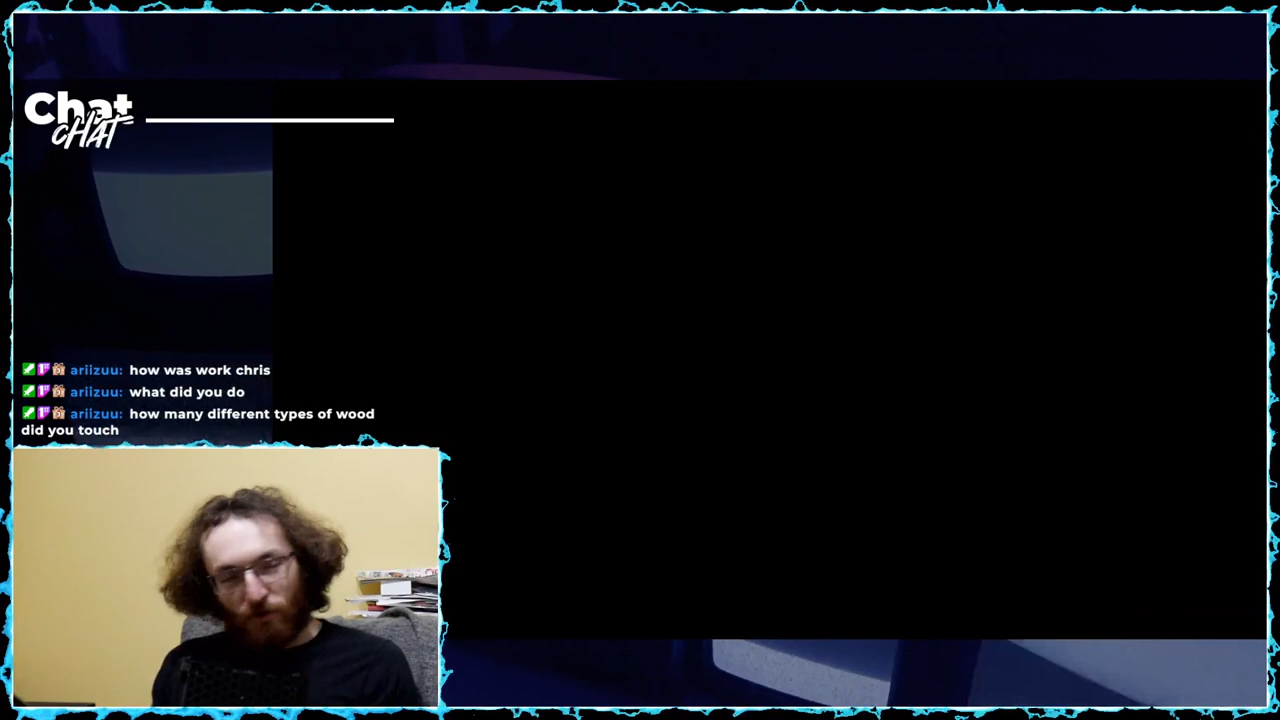 Chat
CHAT
ariizuu: how was work chris
ariizuu: what did you do
ariizuu: how many different types of wood
did you touch